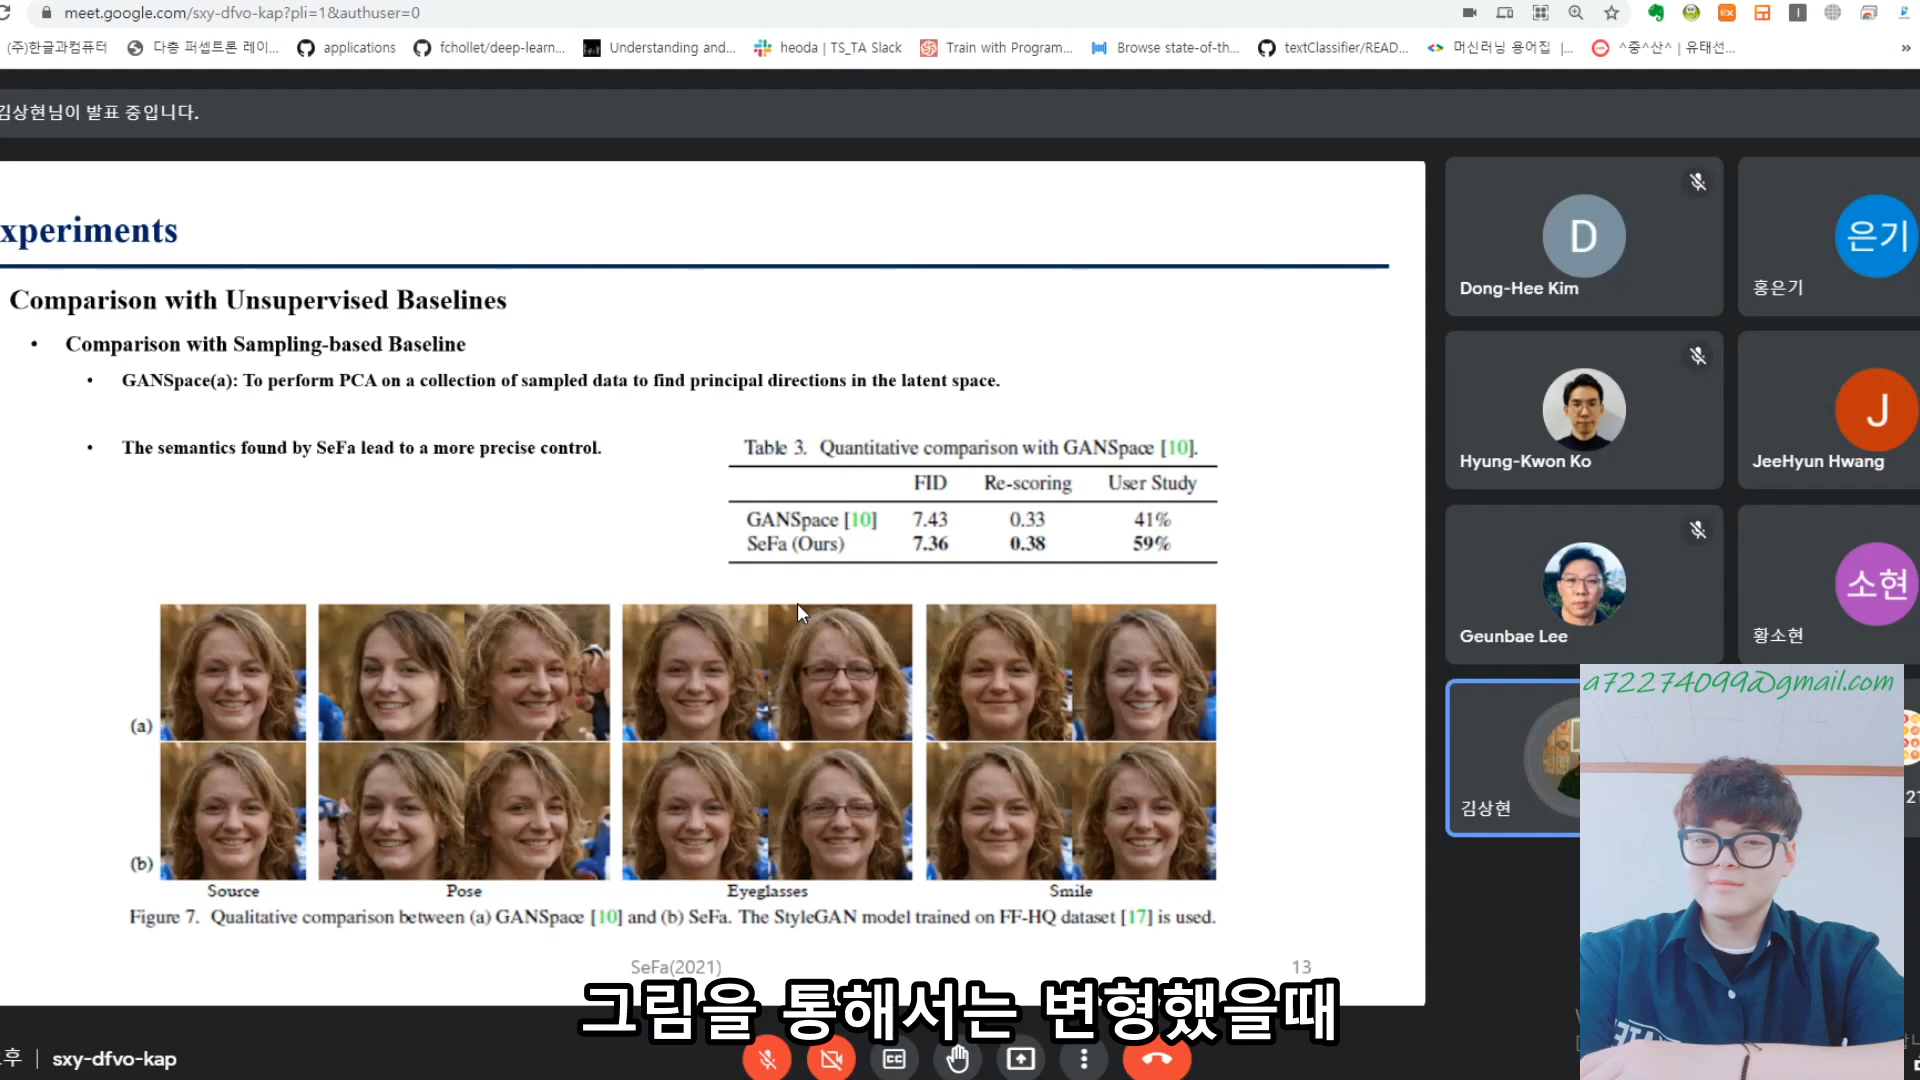 meet.google.com/sxy-dfvo-kap?pli=1&authuser=0
(주)한글과컴퓨터
다층 퍼셉트론 레이...
applications
fchollet/deep-learn...
Understanding and...
heoda | TS_TA Slack
Train with Program...
Browse state-of-th...
textClassifier/READ...
머신러닝 용어집 |...
^중^산^ | 유태선...
»
김상현님이 발표 중입니다.
xperiments
Comparison with Unsupervised Baselines
• Comparison with Sampling-based Baseline
• GANSpace(a): To perform PCA on a collection of sampled data to find principal directions in the latent space.
• The semantics found by SeFa lead to a more precise control.
Table 3. Quantitative comparison with GANSpace [10].
FID Re-scoring User Study
GANSpace [10] 7.43 0.33 41%
SeFa (Ours) 7.36 0.38 59%
(a)
(b)
Source Pose Eyeglasses Smile
Figure 7. Qualitative comparison between (a) GANSpace [10] and (b) SeFa. The StyleGAN model trained on FF-HQ dataset [17] is used.
SeFa(2021) 13
그림을 통해서는 변형했을때
D
Dong-Hee Kim
은기
홍은기
Hyung-Kwon Ko
J
JeeHyun Hwang
Geunbae Lee
소현
황소현
김상현
a72274099@gmail.com
21
오후 | sxy-dfvo-kap
CC